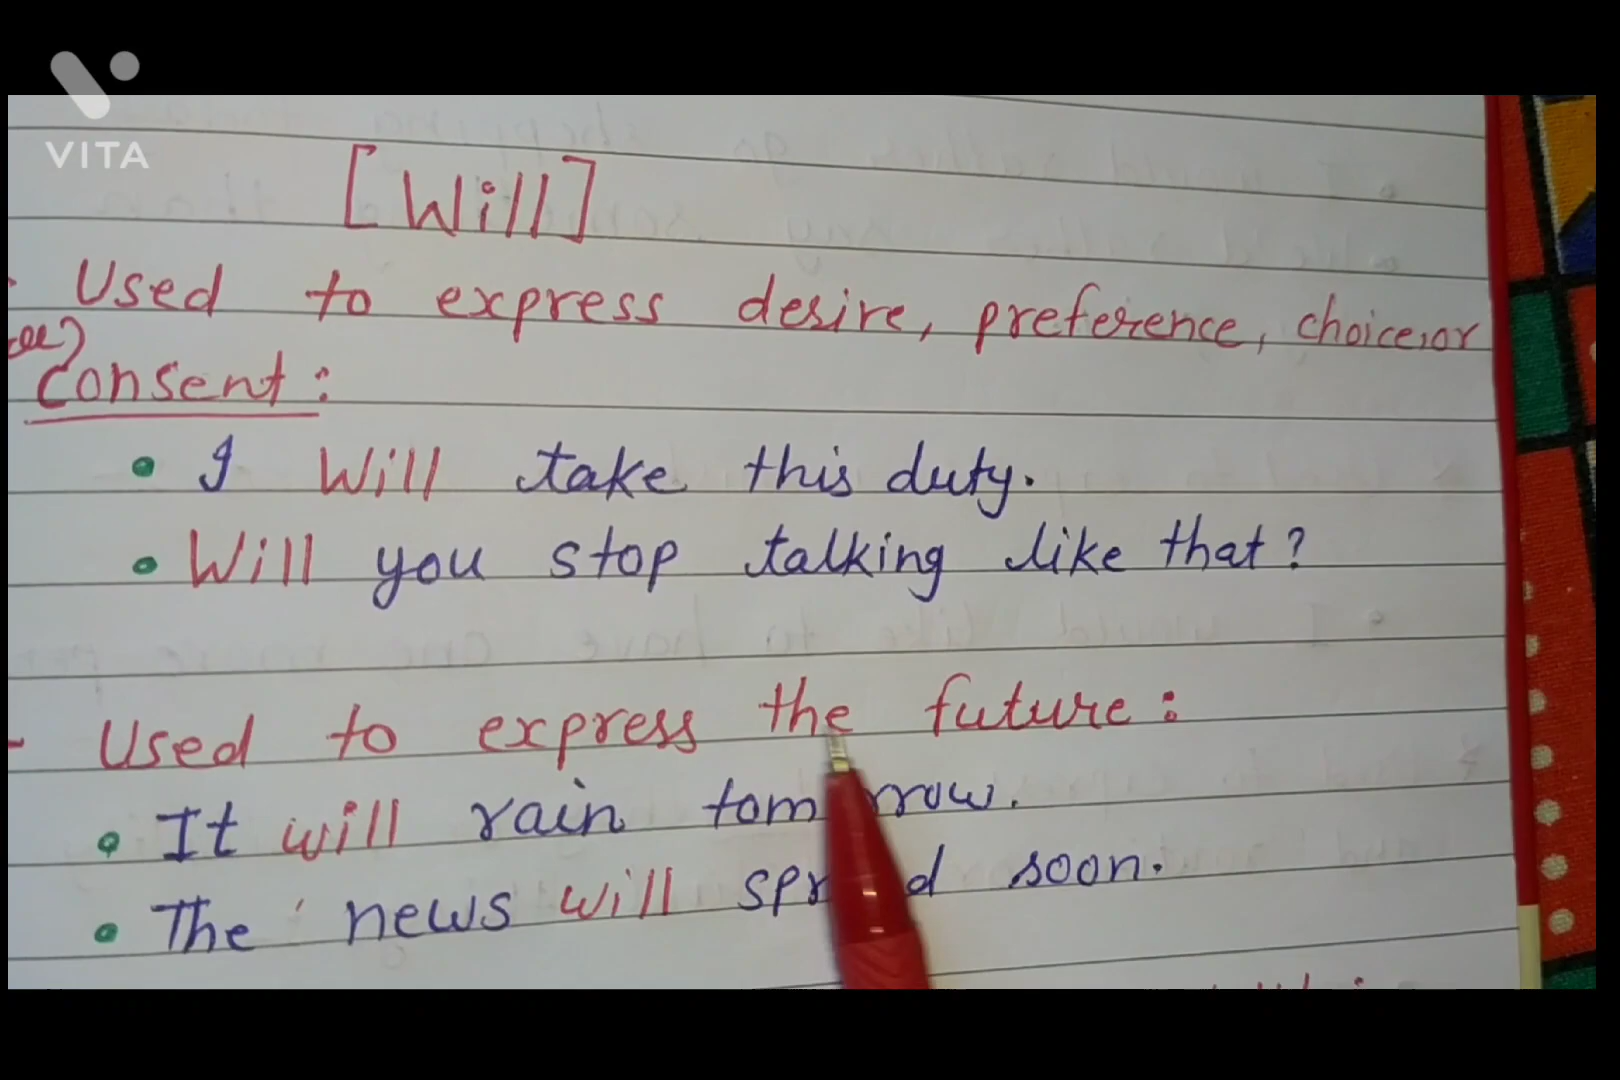 VITA
[Will]
Used to express desire, preference, choice, or
Consent:
• I Will take this duty.
• Will you stop talking like that?
- Used to express the future:
• It will rain tomrrow.
• The news will soon.